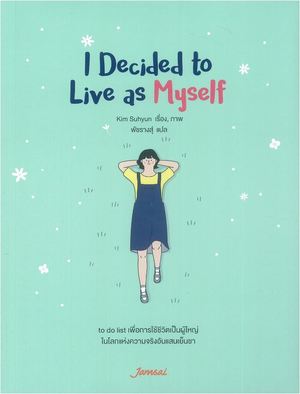 I Decided to
Live as Myself
Kim Suhyun เรื่อง, ภาพ
พัชรางสุ์ แปล
to do list เพื่อการใช้ชีวิตเป็นผู้ใหญ่
ในโลกแห่งความจริงอันแสนเย็นชา
Jamsai